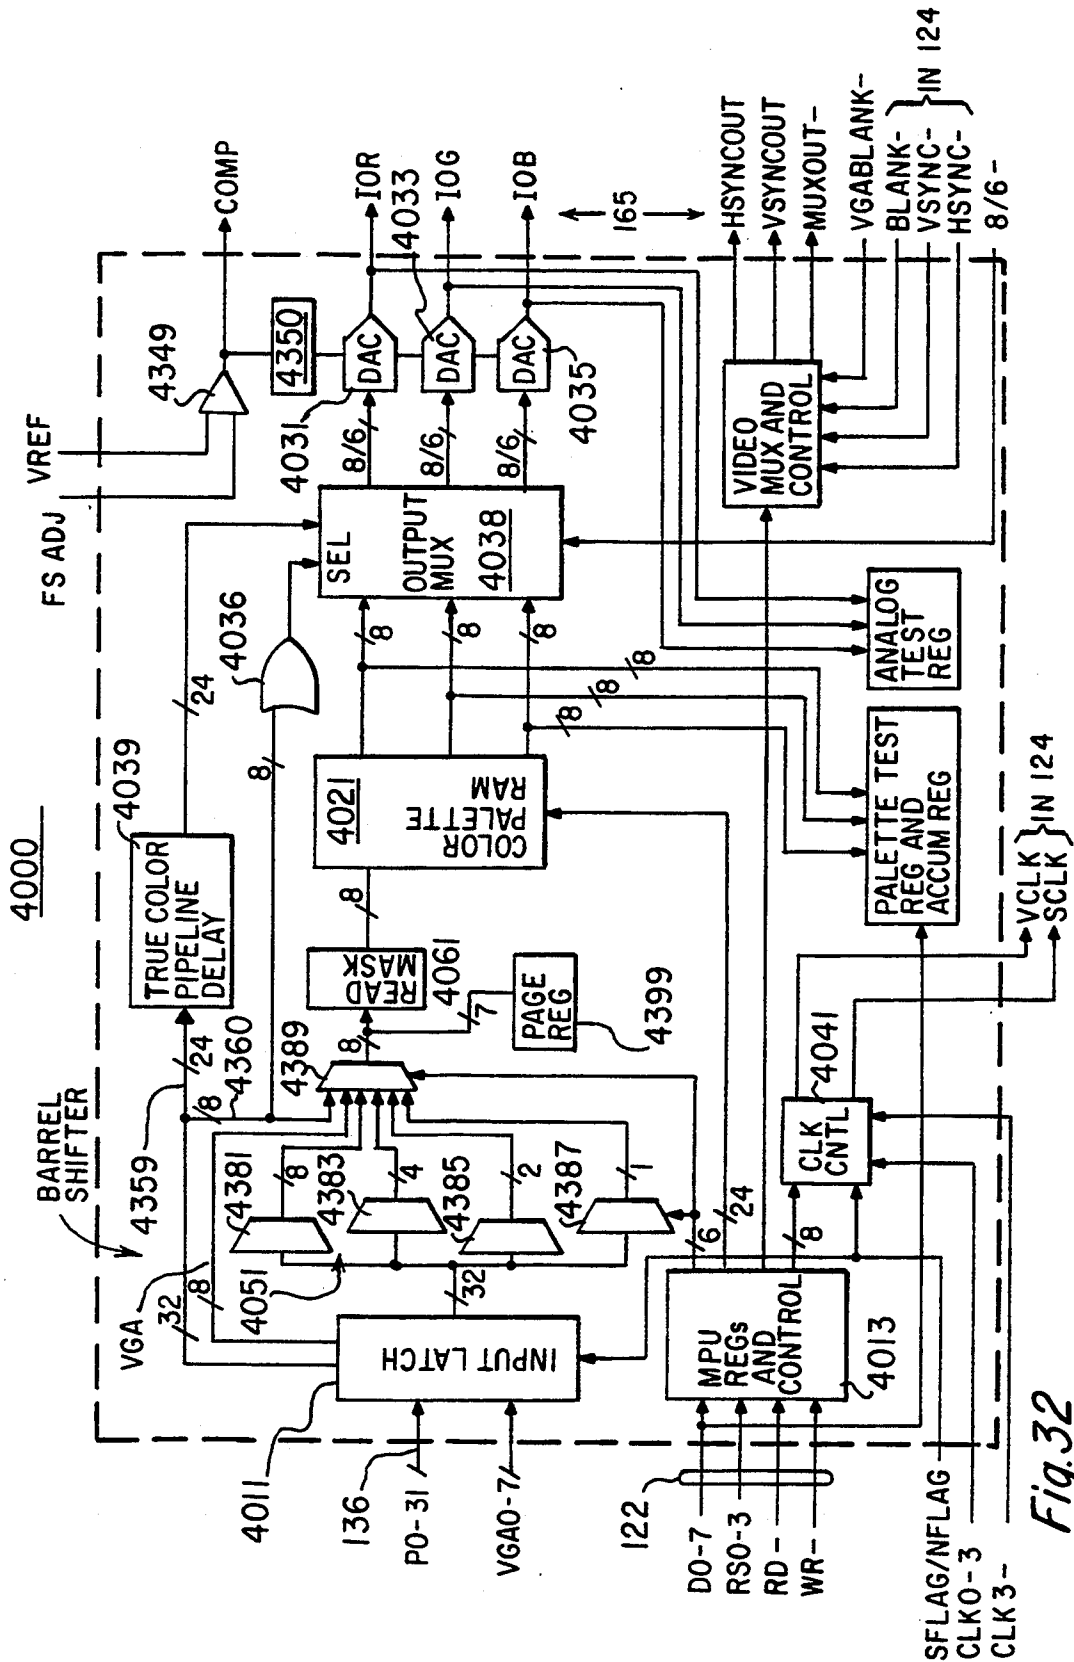 4000
FS ADJ
VREF
4349
COMP
4350
4031
DAC
IOR
4033
DAC
IOG
DAC
IOB
4035
165
8/6
8/6
8/6
SEL
OUTPUT
MUX
4038
4036
24
8
TRUE COLOR
PIPELINE
DELAY
4039
4021
COLOR
PALETTE
RAM
8
8
8
8
8
8
8
READ
MASK
4061
PAGE
REG
4399
7
8
4389
24
4360
8
4359
BARREL
SHIFTER
VGA
32
8
4381
8
4383
4
4385
2
4387
1
4051
32
INPUT LATCH
4011
136
P0-31
VGA0-7
122
D0-7
RS0-3
RD-
WR-
MPU
REGs
AND
CONTROL
4013
6
24
8
CLK
CNTL
4041
VCLK
SCLK
IN 124
SFLAG/NFLAG
CLK0-3
CLK3-
PALETTE TEST
REG AND
ACCUM REG
ANALOG
TEST
REG
VIDEO
MUX AND
CONTROL
HSYNCOUT
VSYNCOUT
MUXOUT-
VGABLANK-
BLANK-
VSYNC-
HSYNC-
IN 124
8/6-
Fig.32